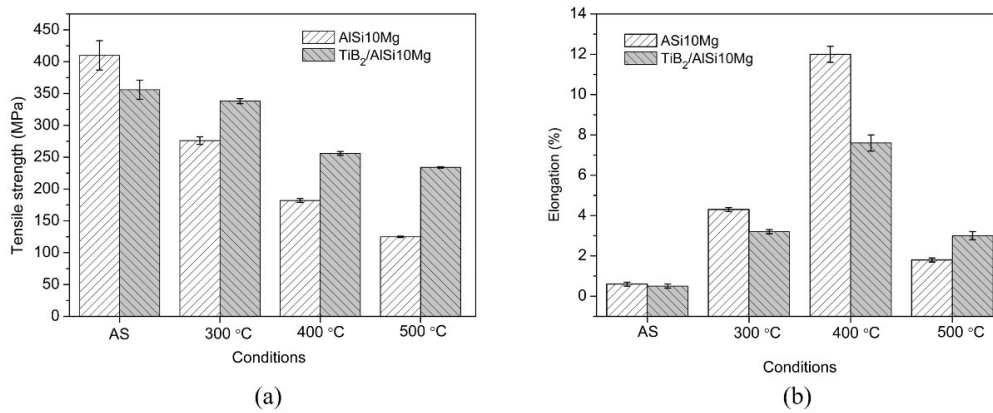 450
400
350
300
250
200
150
100
50
0
Tensile strength (MPa)
AlSi10Mg
TiB2/AlSi10Mg
AS
300 °C
400 °C
500 °C
Conditions
(a)
14
12
10
8
6
4
2
0
Elongation (%)
ASi10Mg
TiB2/AlSi10Mg
AS
300 °C
400 °C
500 °C
Conditions
(b)